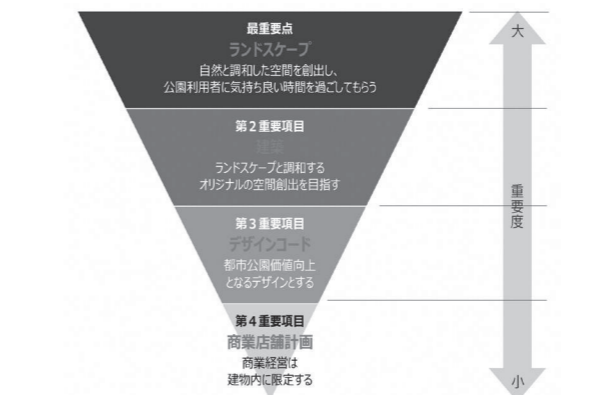 最重要点
ランドスケープ
自然と調和した空間を創出し、
公園利用者に気持ち良い時間を過ごしてもらう
第2重要項目
建築
ランドスケープと調和する
オリジナルの空間創出を目指す
第3重要項目
デザインコード
都市公園価値向上
となるデザインとする
第4重要項目
商業店舗計画
商業経営は
建物内に限定する
大
重要度
小